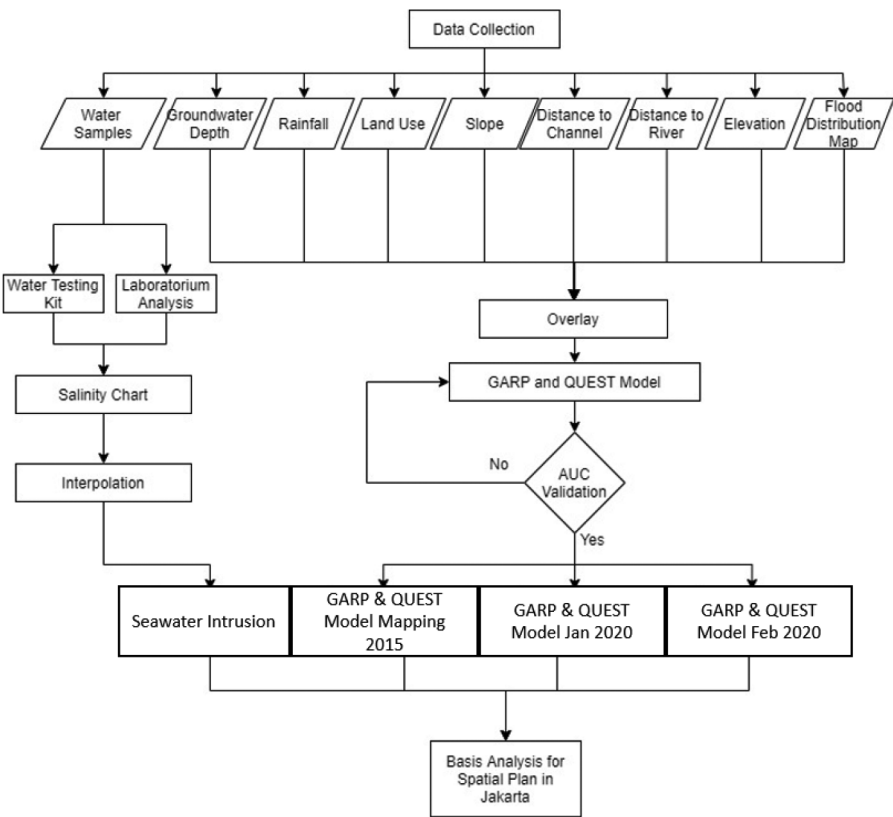 Data Collection
Water
Samples
Groundwater
Depth
Rainfall
Land Use
Slope
Distance to
Channel
Distance to
River
Elevation
Flood
Distribution
Map
Water Testing
Kit
Laboratorium
Analysis
Overlay
Salinity Chart
GARP and QUEST Model
Interpolation
No
AUC
Validation
Yes
Seawater Intrusion
GARP & QUEST
Model Mapping
2015
GARP & QUEST
Model Jan 2020
GARP & QUEST
Model Feb 2020
Basis Analysis for
Spatial Plan in
Jakarta